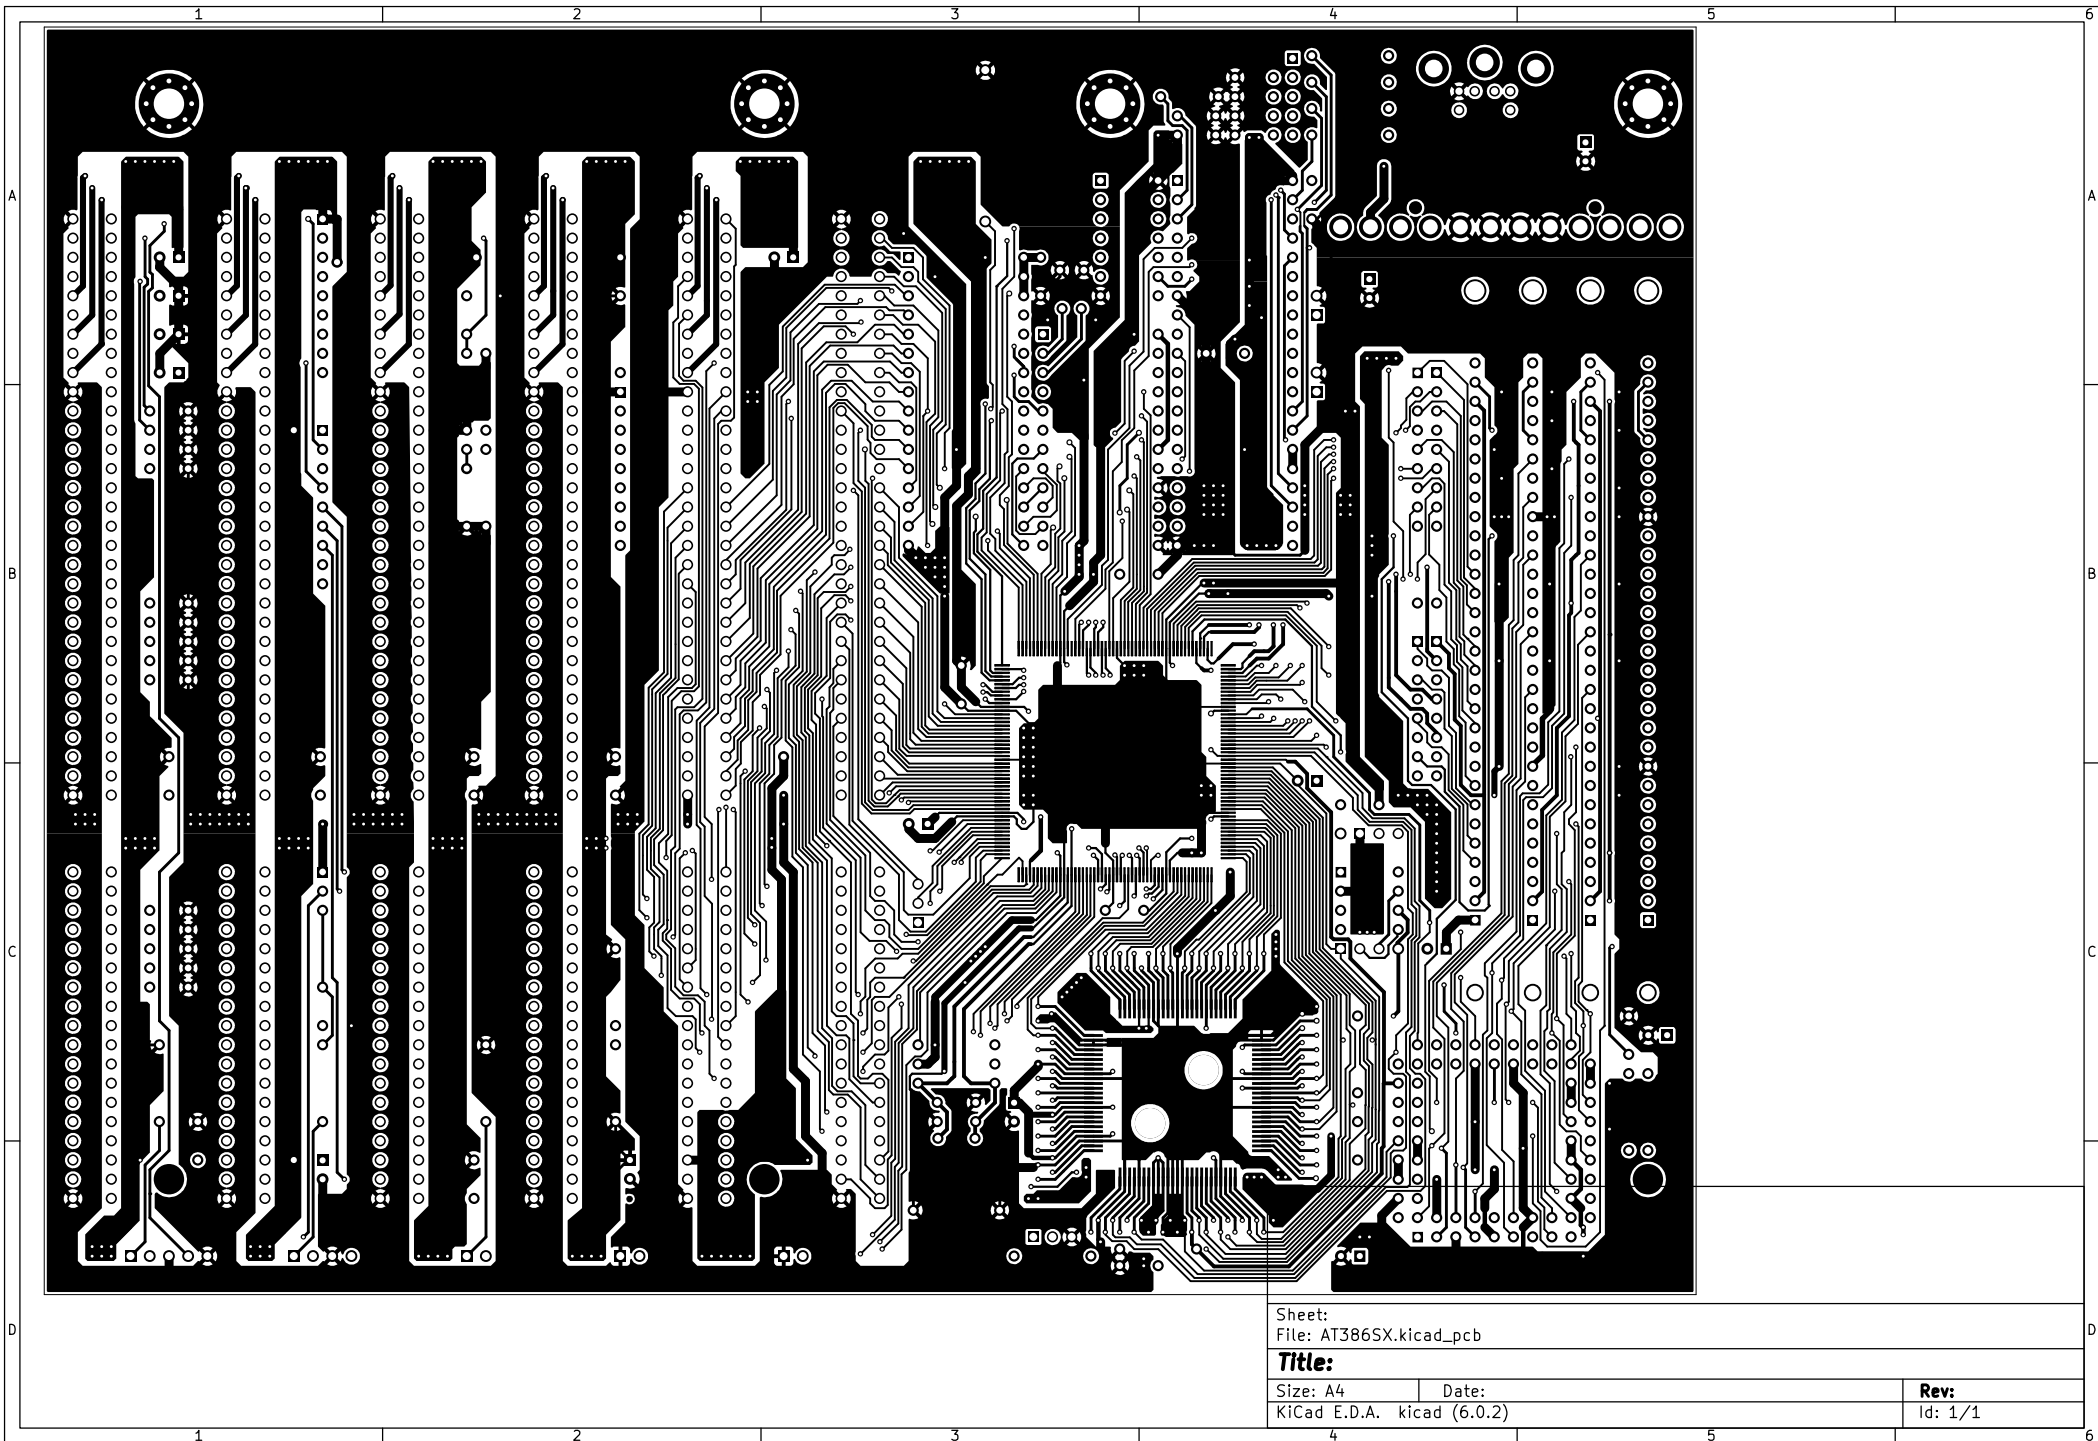 1 2 3 4 5 6
A A
B B
C C
D D
Sheet:
File: AT386SX.kicad_pcb
Title:
Size: A4 Date: Rev:
KiCad E.D.A. kicad (6.0.2) Id: 1/1
1 2 3 4 5 6